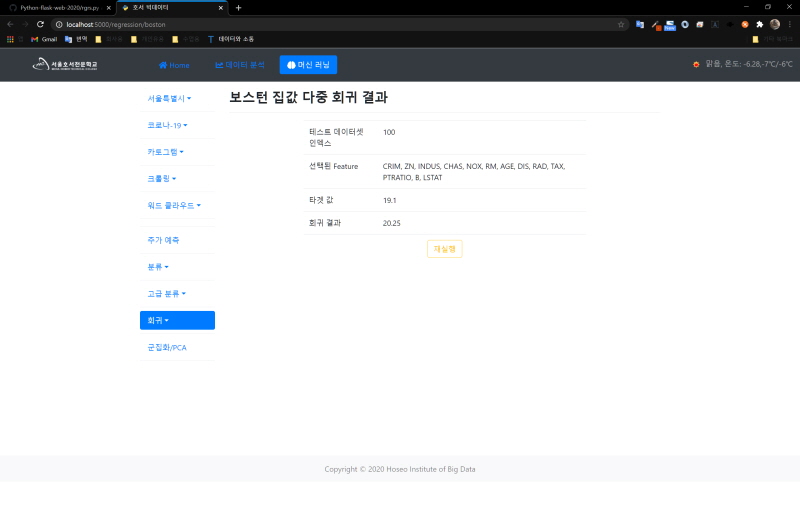 Python-flask-web-2020/rgrs.py
호서 빅데이터
localhost:5000/regression/boston
Gmail
번역
데이터와 소통
서울호서전문학교
Home
데이터 분석
머신 러닝
맑음, 온도: -6.28,-7℃/-6℃
서울특별시
코로나-19
카토그램
크롤링
워드 클라우드
주가 예측
분류
고급 분류
회귀
군집화/PCA
보스턴 집값 다중 회귀 결과
테스트 데이터셋 100
인덱스
선택된 Feature CRIM, ZN, INDUS, CHAS, NOX, RM, AGE, DIS, RAD, TAX,
PTRATIO, B, LSTAT
타겟 값 19.1
회귀 결과 20.25
재실행
Copyright © 2020 Hoseo Institute of Big Data